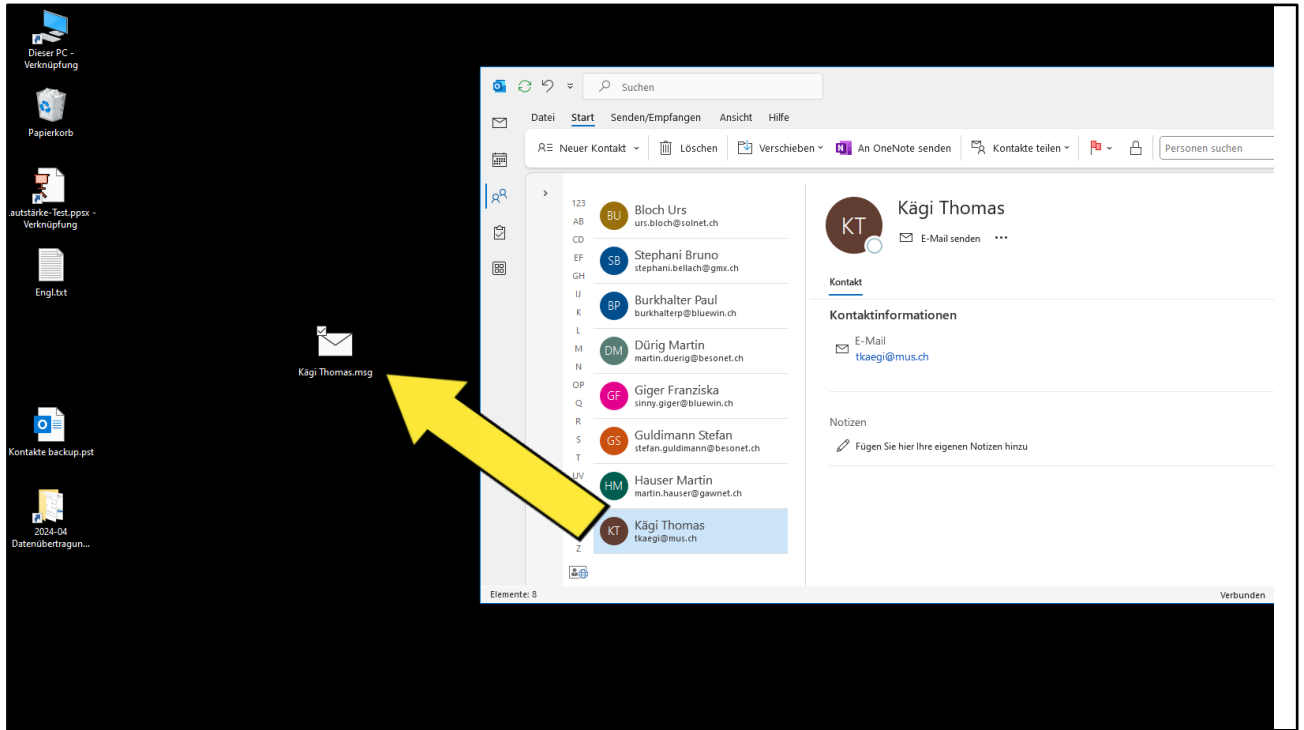 Dieser PC -
Verknüpfung
Papierkorb
.autstärke-Test.ppsx -
Verknüpfung
Engl.txt
Kägi Thomas.msg
Kontakte backup.pst
2024-04
Datenübertragun...
Suchen
Datei Start Senden/Empfangen Ansicht Hilfe
Neuer Kontakt Löschen Verschieben An OneNote senden Kontakte teilen Personen suchen
123
AB
CD
EF
GH
IJ
K
L
M
N
OP
Q
R
S
T
UV
Z
BU Bloch Urs
urs.bloch@solnet.ch
SB Stephani Bruno
stephani.bellach@gmx.ch
BP Burkhalter Paul
burkhalterp@bluewin.ch
DM Dürig Martin
martin.duerig@besonet.ch
GF Giger Franziska
sinny.giger@bluewin.ch
GS Guldimann Stefan
stefan.guldimann@besonet.ch
HM Hauser Martin
martin.hauser@gawnet.ch
KT Kägi Thomas
tkaegi@mus.ch
KT Kägi Thomas
E-Mail senden
Kontakt
Kontaktinformationen
E-Mail
tkaegi@mus.ch
Notizen
Fügen Sie hier Ihre eigenen Notizen hinzu
Elemente: 8
Verbunden